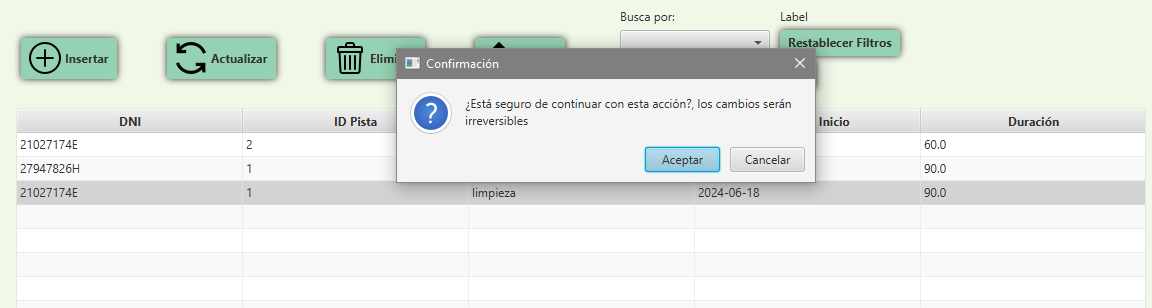 Busca por:
Label
Insertar
Actualizar
Restablecer Filtros
Confirmación
¿Está seguro de continuar con esta acción?, los cambios serán
irreversibles
Aceptar
Cancelar
DNI
ID Pista
Inicio
Duración
21027174E
2
60.0
27947826H
1
90.0
21027174E
1
limpieza
2024-06-18
90.0